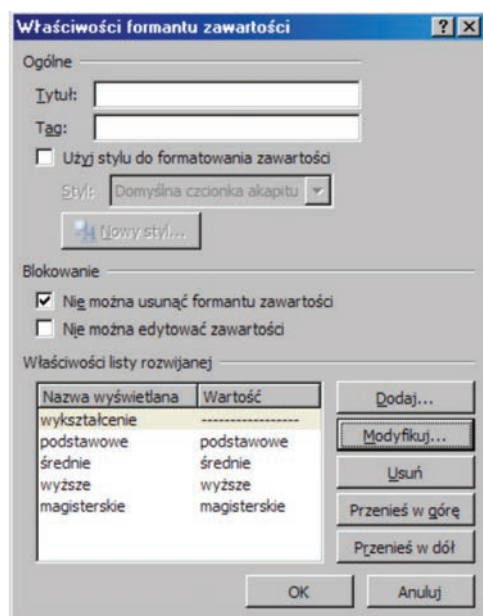 Właściwości formantu zawartości
Ogólne
Tytuł:
Tag:
Użyj stylu do formatowania zawartości
Styl: Domyślna czcionka akapitu
Nowy styl...
Blokowanie
Nie można usunąć formantu zawartości
Nie można edytować zawartości
Właściwości listy rozwijanej
Nazwa wyświetlana Wartość
wykształcenie -----------------
podstawowe podstawowe
średnie średnie
wyższe wyższe
magisterskie magisterskie
Dodaj...
Modyfikuj...
Usuń
Przenieś w górę
Przenieś w dół
OK Anuluj